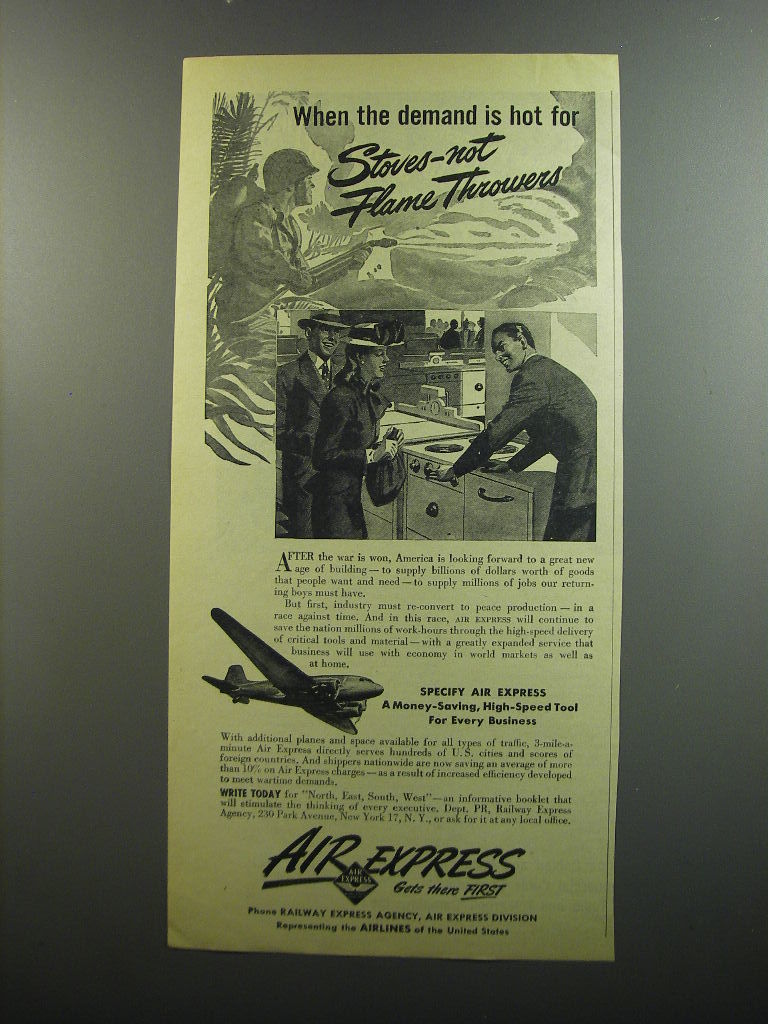 When the demand is hot for
Stoves-not
Flame Throwers
AFTER the war is won, America is looking forward to a great new
age of building — to supply billions of dollars worth of goods
that people want and need — to supply millions of jobs our return-
ing boys must have.
But first, industry must re-convert to peace production — in a
race against time. And in this race, AIR EXPRESS will continue to
save the nation millions of work-hours through the high-speed delivery
of critical tools and material — with a greatly expanded service that
business will use with economy in world markets as well as
at home.
SPECIFY AIR EXPRESS
A Money-Saving, High-Speed Tool
For Every Business
With additional planes and space available for all types of traffic, 3-mile-a-
minute Air Express directly serves hundreds of U. S. cities and scores of
foreign countries. And shippers nationwide are now saving an average of more
than 10% on Air Express charges — as a result of increased efficiency developed
to meet wartime demands.
WRITE TODAY for "North, East, South, West" — an informative booklet that
will stimulate the thinking of every executive. Dept. PR, Railway Express
Agency, 230 Park Avenue, New York 17, N. Y., or ask for it at any local office.
AIR EXPRESS
AIR
EXPRESS
Gets there FIRST
Phone RAILWAY EXPRESS AGENCY, AIR EXPRESS DIVISION
Representing the AIRLINES of the United States